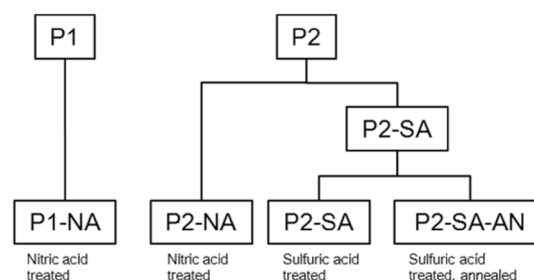 P1
P2
P2-SA
P1-NA
P2-NA
P2-SA
P2-SA-AN
Nitric acid
treated
Nitric acid
treated
Sulfuric acid
treated
Sulfuric acid
treated, annealed